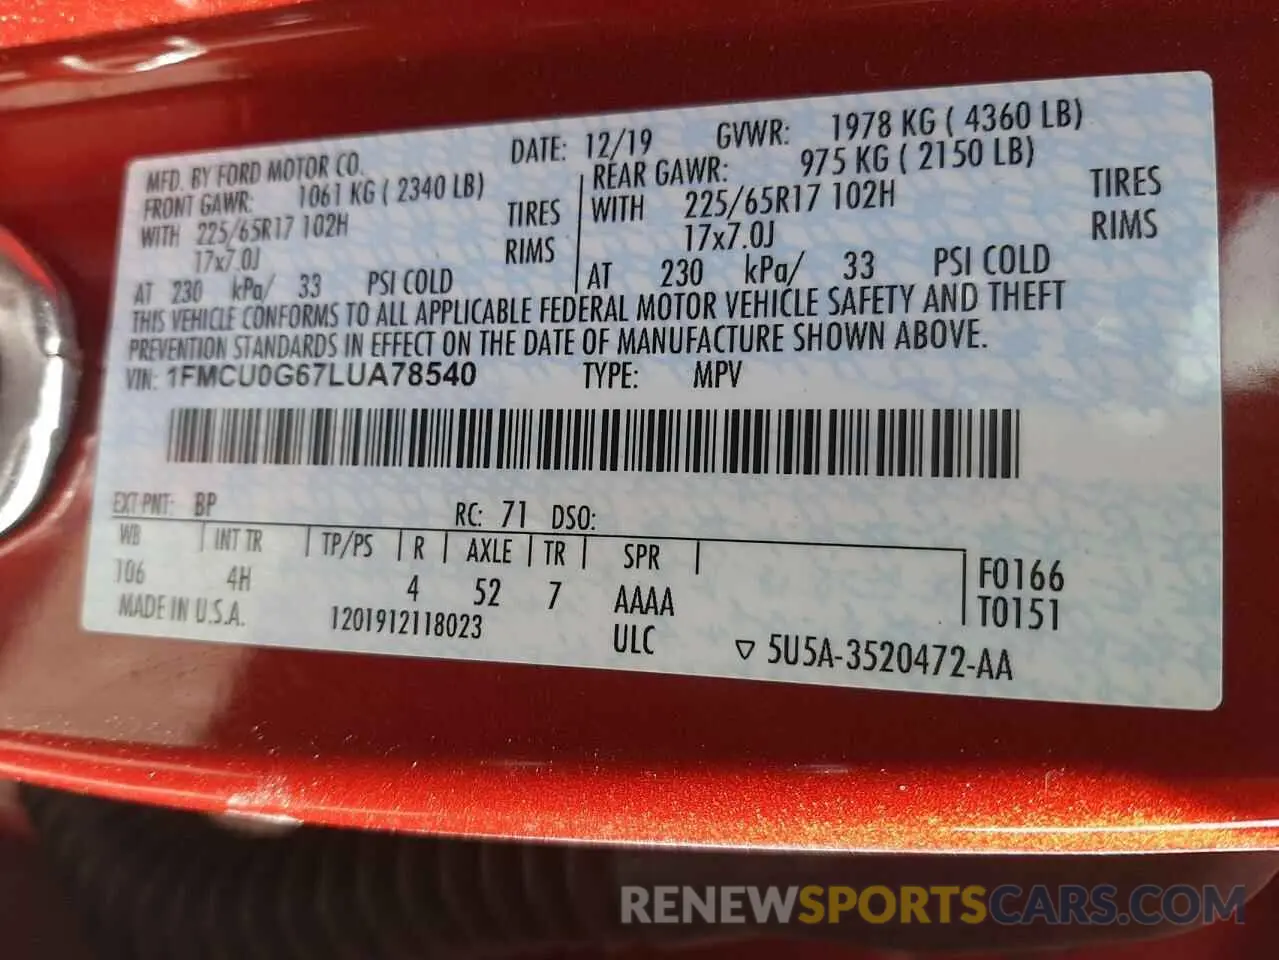 MFD. BY FORD MOTOR CO. DATE: 12/19 GVWR: 1978 KG ( 4360 LB)
FRONT GAWR: 1061 KG ( 2340 LB) REAR GAWR: 975 KG ( 2150 LB)
WITH 225/65R17 102H TIRES WITH 225/65R17 102H TIRES
17x7.0J RIMS 17x7.0J RIMS
AT 230 kPa/ 33 PSI COLD AT 230 kPa/ 33 PSI COLD
THIS VEHICLE CONFORMS TO ALL APPLICABLE FEDERAL MOTOR VEHICLE SAFETY AND THEFT
PREVENTION STANDARDS IN EFFECT ON THE DATE OF MANUFACTURE SHOWN ABOVE.
VIN: 1FMCU0G67LUA78540 TYPE: MPV
EXT PNT: BP RC: 71 DSO:
WB INT TR TP/PS R AXLE TR SPR F0166
106 4H 4 52 7 AAAA T0151
MADE IN U.S.A. 1201912118023 ULC ▽ 5U5A-3520472-AA
RENEWSPORTSCARS.COM